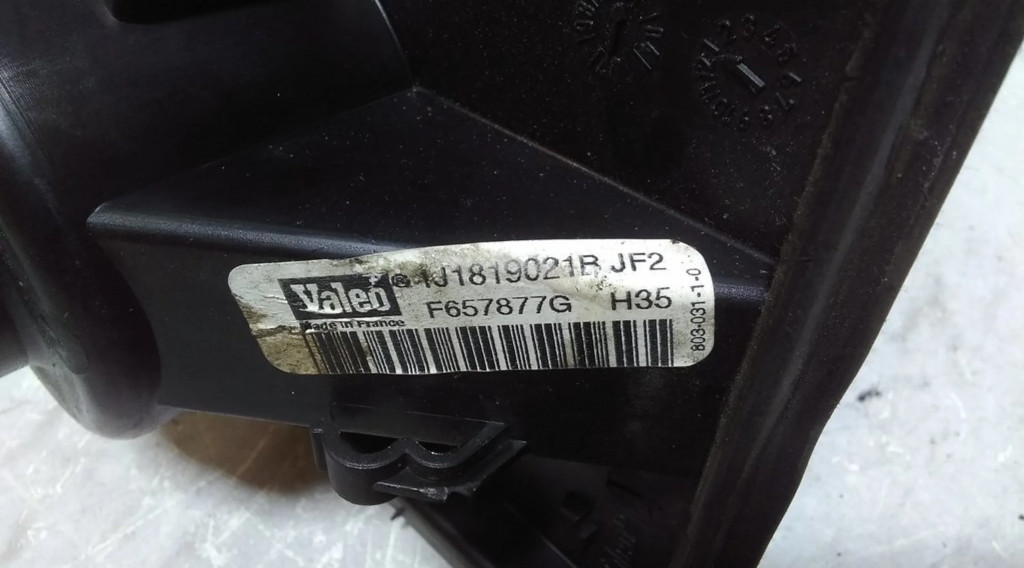 Valeo
® 1J1819021B JF2
F657877G H35
Made in France
803-031-1-0